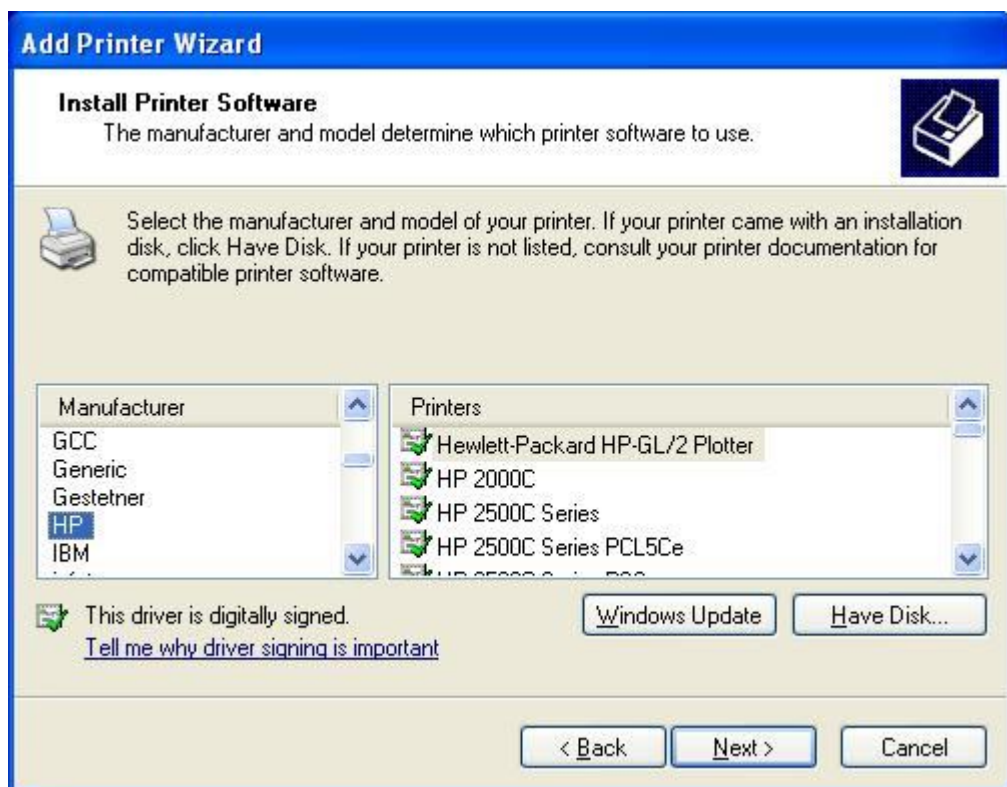 Add Printer Wizard
Install Printer Software
The manufacturer and model determine which printer software to use.
Select the manufacturer and model of your printer. If your printer came with an installation
disk, click Have Disk. If your printer is not listed, consult your printer documentation for
compatible printer software.
Manufacturer
GCC
Generic
Gestetner
HP
IBM
Printers
Hewlett-Packard HP-GL/2 Plotter
HP 2000C
HP 2500C Series
HP 2500C Series PCL5Ce
This driver is digitally signed.
Tell me why driver signing is important
Windows Update
Have Disk...
< Back
Next >
Cancel